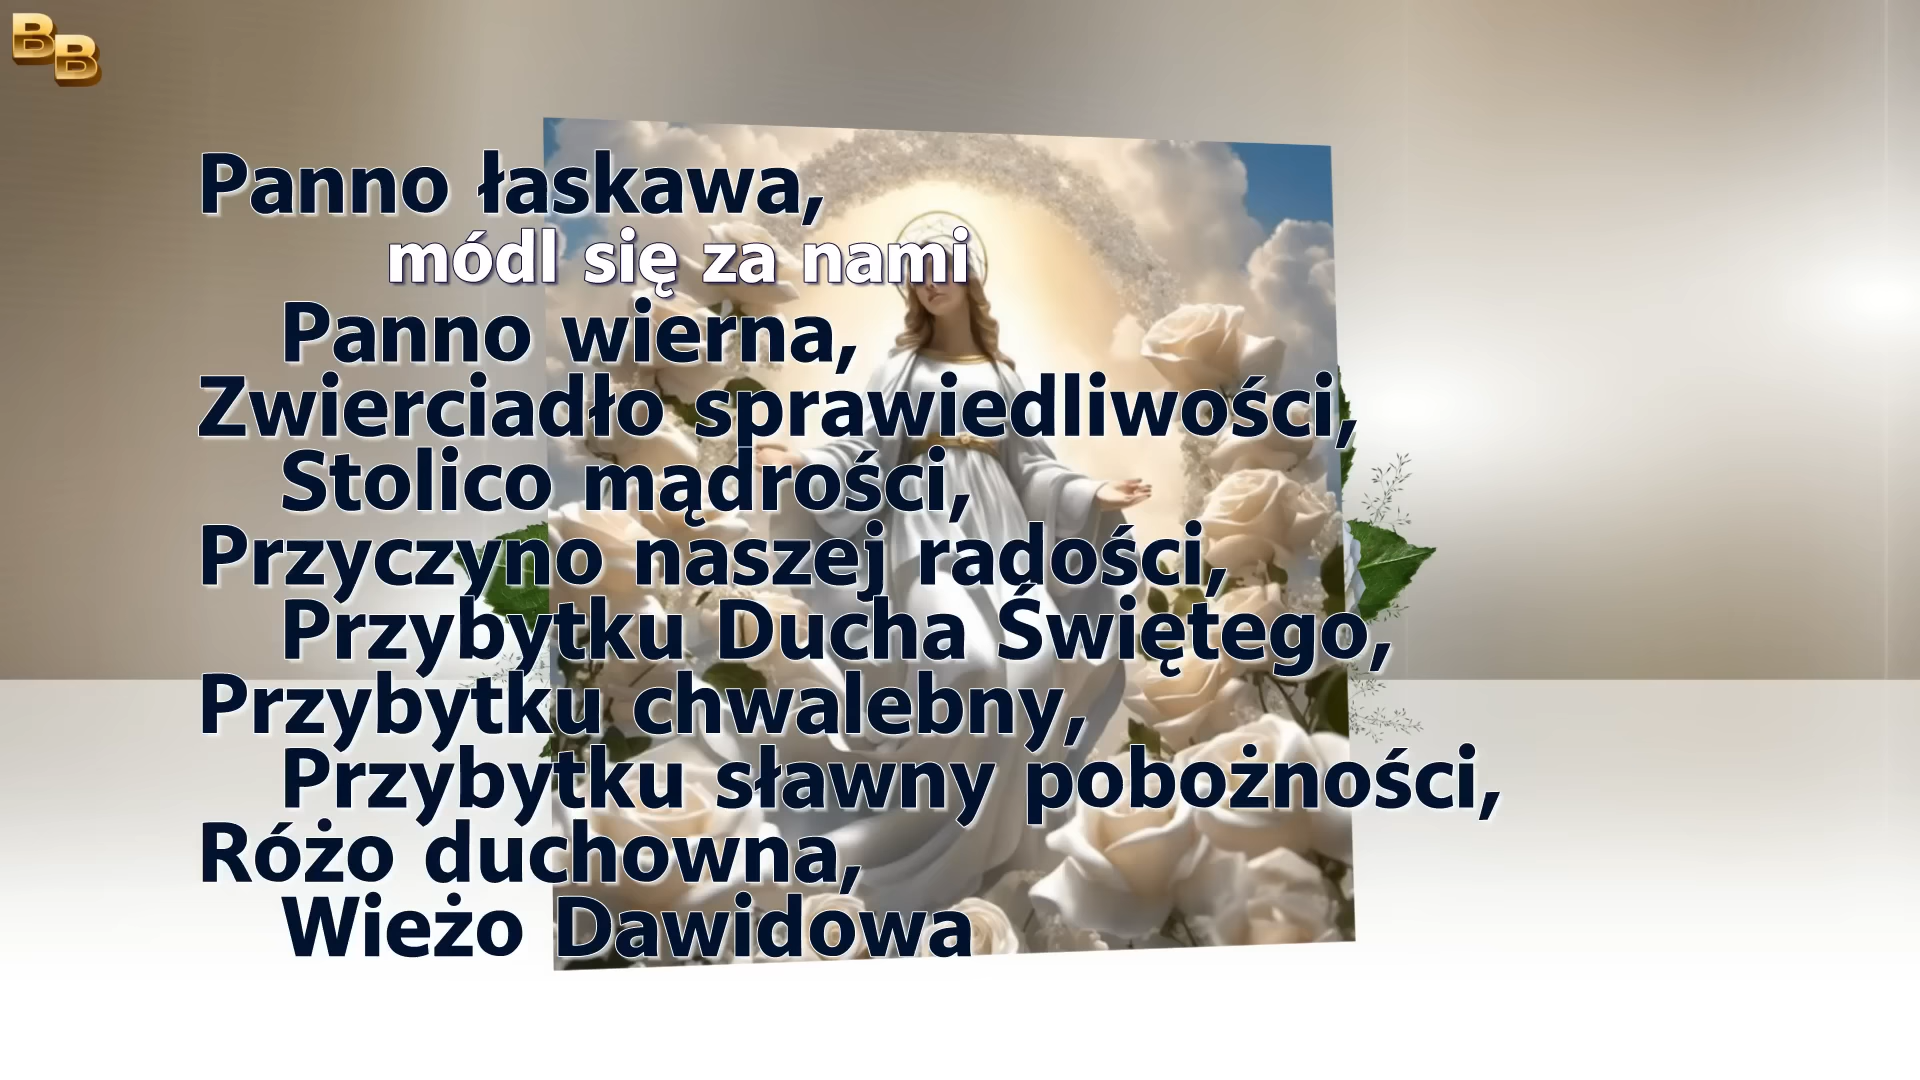 BB
Panno łaskawa,
módl się za nami
Panno wierna,
Zwierciadło sprawiedliwości,
Stolico mądrości,
Przyczyno naszej radości,
Przybytku Ducha Świętego,
Przybytku chwalebny,
Przybytku sławny pobożności,
Różo duchowna,
Wieżo Dawidowa